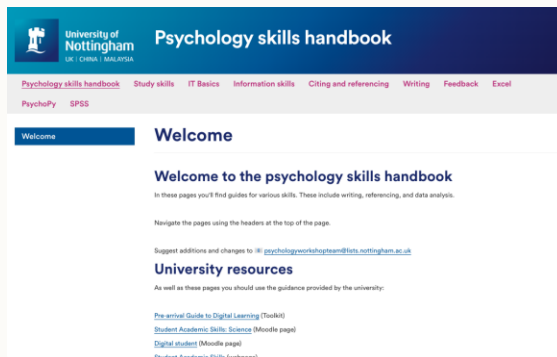 University of
Nottingham
UK | CHINA | MALAYSIA
Psychology skills handbook
Psychology skills handbook Study skills IT Basics Information skills Citing and referencing Writing Feedback Excel
PsychoPy SPSS
Welcome
Welcome
Welcome to the psychology skills handbook
In these pages you'll find guides for various skills. These include writing, referencing, and data analysis.
Navigate the pages using the headers at the top of the page.
Suggest additions and changes to psychologyworkshopteam@lists.nottingham.ac.uk
University resources
As well as these pages you should use the guidance provided by the university:
Pre-arrival Guide to Digital Learning (Toolkit)
Student Academic Skills: Science (Moodle page)
Digital student (Moodle page)